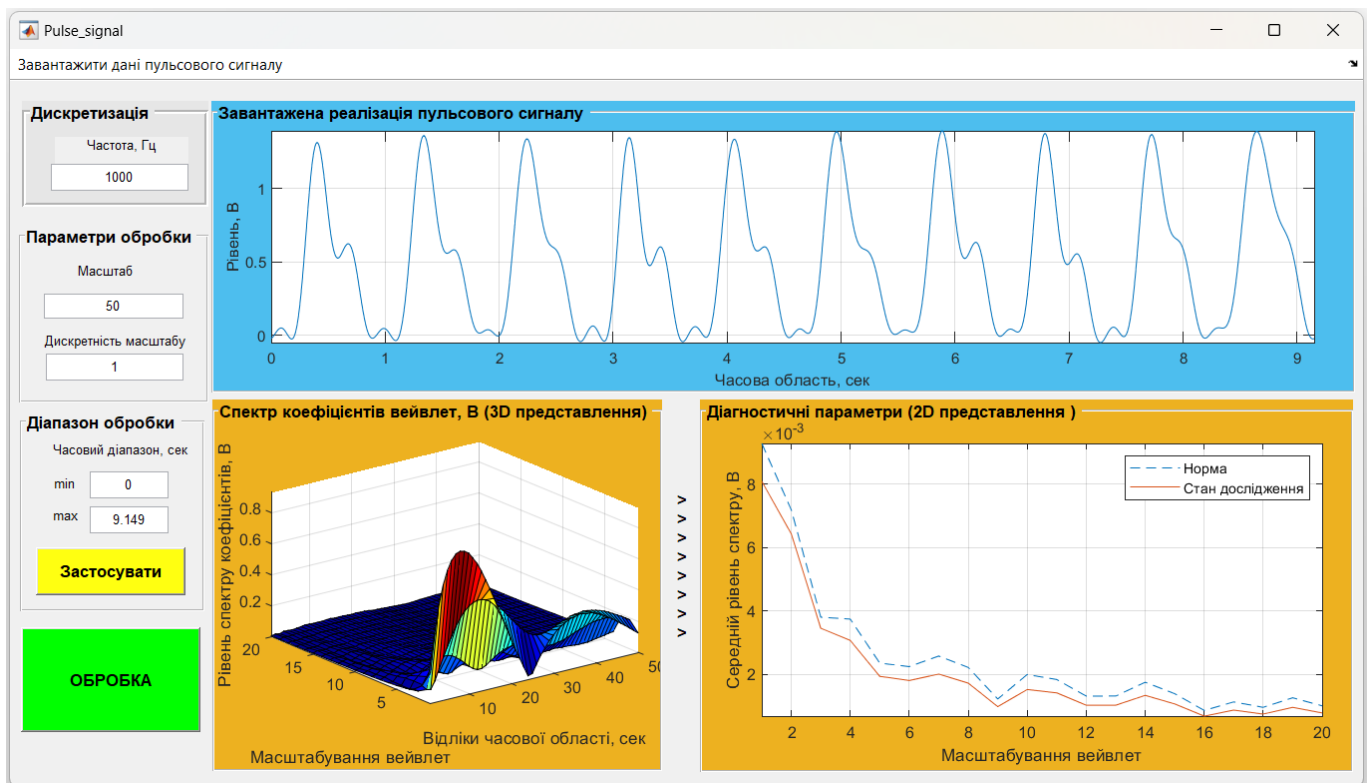 Pulse_signal
Завантажити дані пульсового сигналу
Дискретизація
Частота, Гц
1000
Параметри обробки
Масштаб
50
Дискретність масштабу
1
Діапазон обробки
Часовий діапазон, сек
min 0
max 9.149
Застосувати
ОБРОБКА
Завантажена реалізація пульсового сигналу
Рівень, В
1
0.5
0
0 1 2 3 4 5 6 7 8 9
Часова область, сек
Спектр коефіцієнтів вейвлет, В (3D представлення)
Рівень спектру коефіцієнтів, В
0.8
0.6
0.4
0.2
20 15 10 5
10 20 30 40 50
Відліки часової області, сек
Масштабування вейвлет
>
>
>
>
>
>
>
>
Діагностичні параметри (2D представлення )
×10⁻³
Середній рівень спектру, В
8
6
4
2
Норма
Стан дослідження
2 4 6 8 10 12 14 16 18 20
Масштабування вейвлет